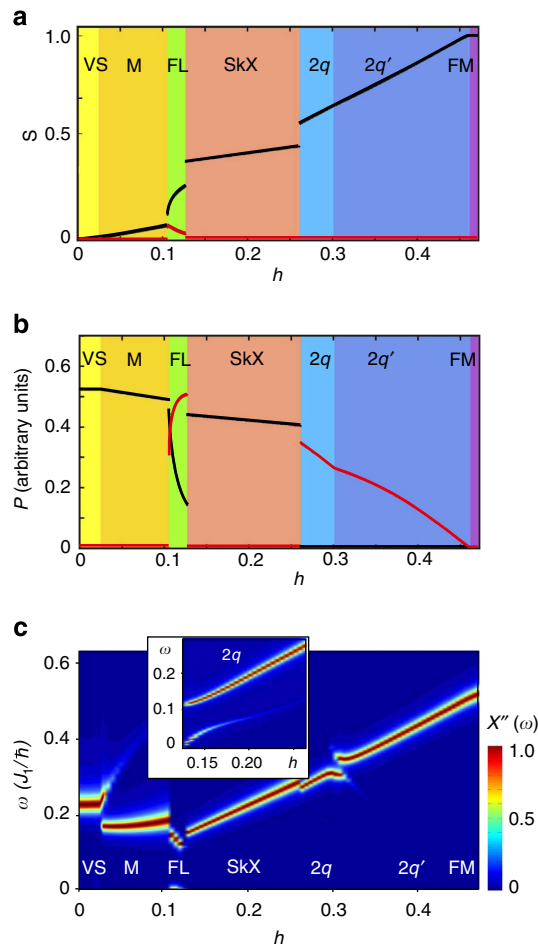 a
1.0
0.5
0
S
VS M FL SkX 2q 2q′ FM
0 0.1 0.2 0.3 0.4
h
b
0.6
0.4
0.2
0
P (arbitrary units)
VS M FL SkX 2q 2q′ FM
0 0.1 0.2 0.3 0.4
h
c
0.6
0.4
0.2
0
ω (J₁/ħ)
ω 2q
0.2
0.1
0
0.15 0.20 h
X″ (ω)
1.0
0.5
0
VS M FL SkX 2q 2q′ FM
0 0.1 0.2 0.3 0.4
h